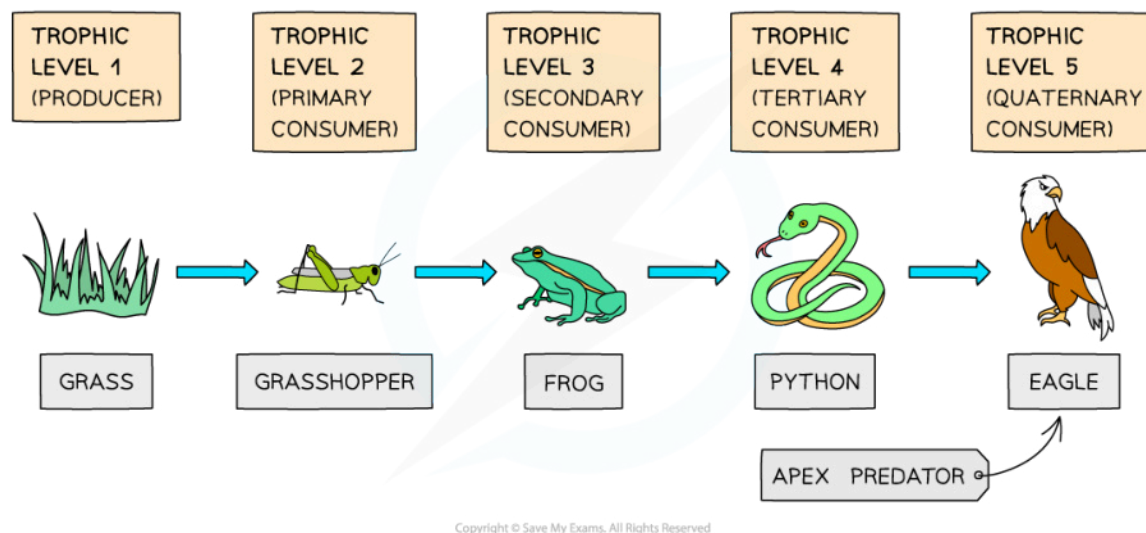 TROPHIC
LEVEL 1
(PRODUCER)
TROPHIC
LEVEL 2
(PRIMARY
CONSUMER)
TROPHIC
LEVEL 3
(SECONDARY
CONSUMER)
TROPHIC
LEVEL 4
(TERTIARY
CONSUMER)
TROPHIC
LEVEL 5
(QUATERNARY
CONSUMER)
GRASS
GRASSHOPPER
FROG
PYTHON
EAGLE
APEX PREDATOR
Copyright © Save My Exams. All Rights Reserved